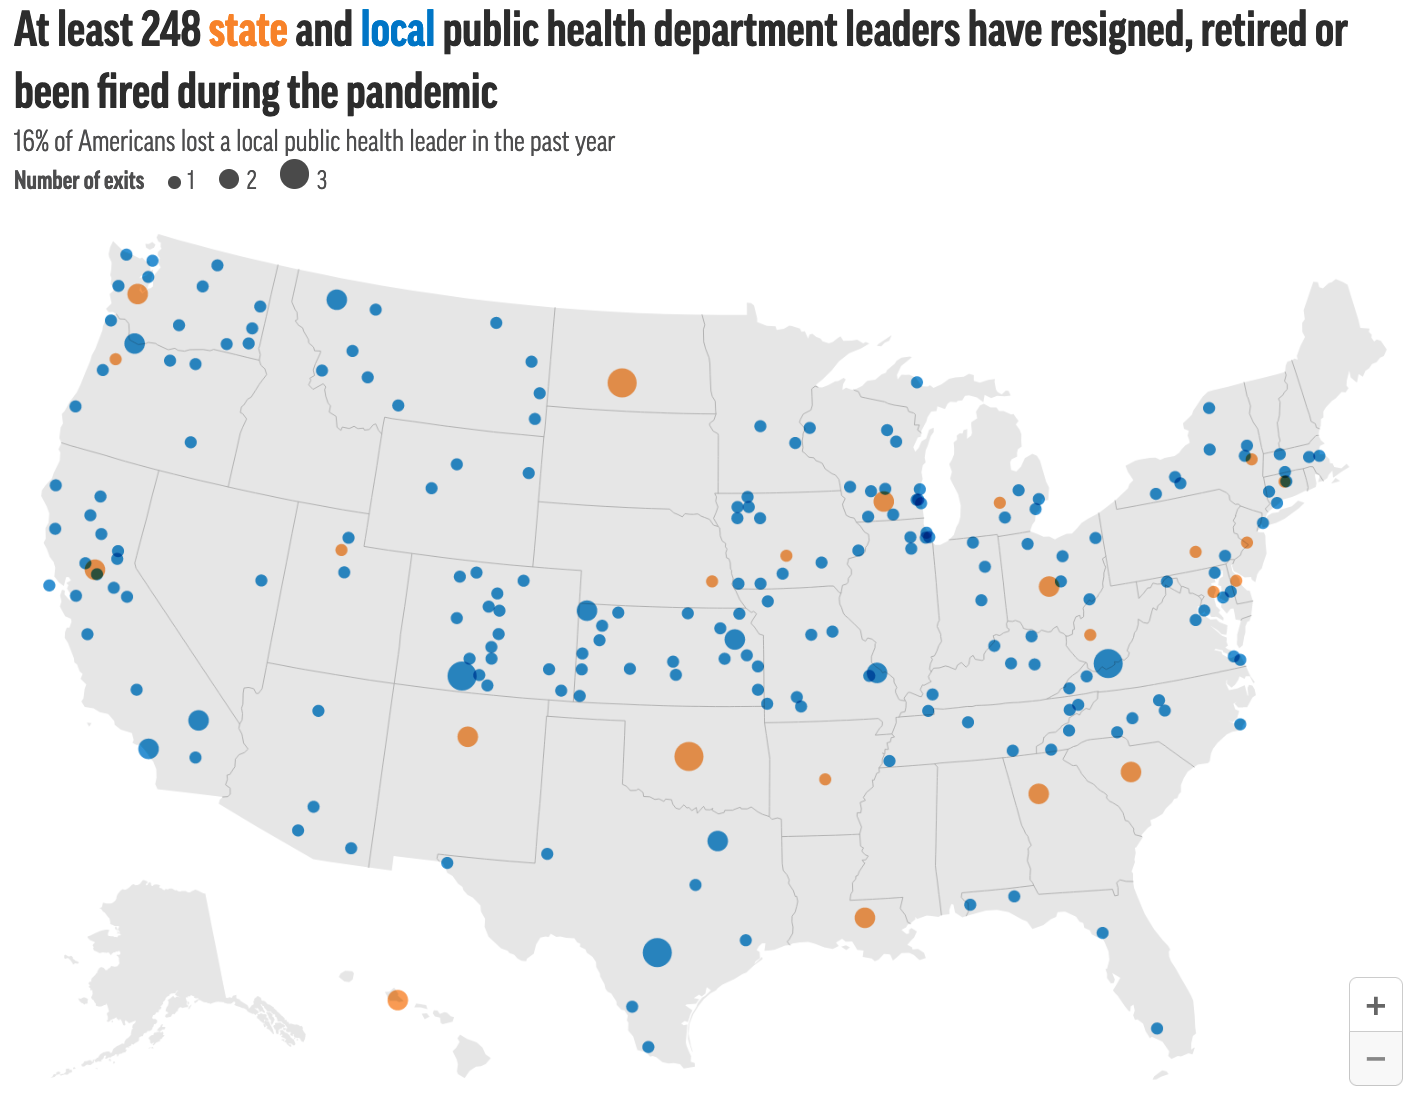 At least 248 state and local public health department leaders have resigned, retired or
been fired during the pandemic
16% of Americans lost a local public health leader in the past year
Number of exits 1 2 3
+
−